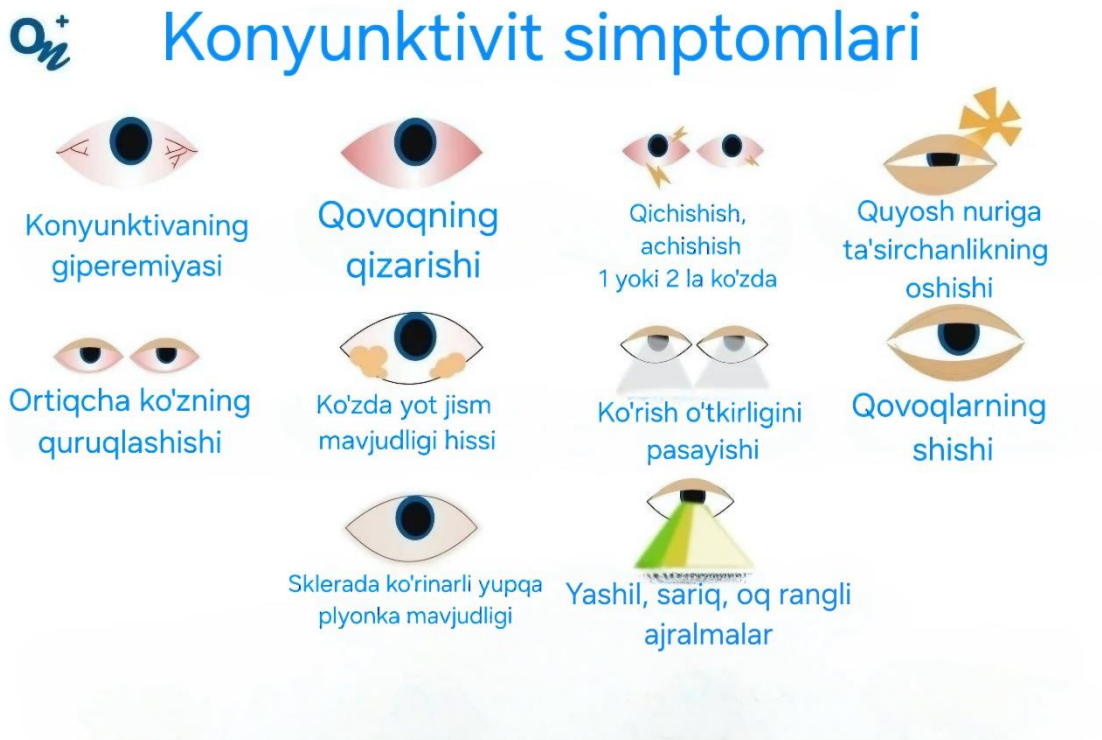 On+
Konyunktivit simptomlari
Konyunktivaning
giperemiyasi
Qovoqning
qizarishi
Qichishish,
achishish
1 yoki 2 la ko'zda
Quyosh nuriga
ta'sirchanlikning
oshishi
Ortiqcha ko'zning
quruqlashishi
Ko'zda yot jism
mavjudligi hissi
Ko'rish o'tkirligini
pasayishi
Qovoqlarning
shishi
Sklerada ko'rinarli yupqa
plyonka mavjudligi
Yashil, sariq, oq rangli
ajralmalar